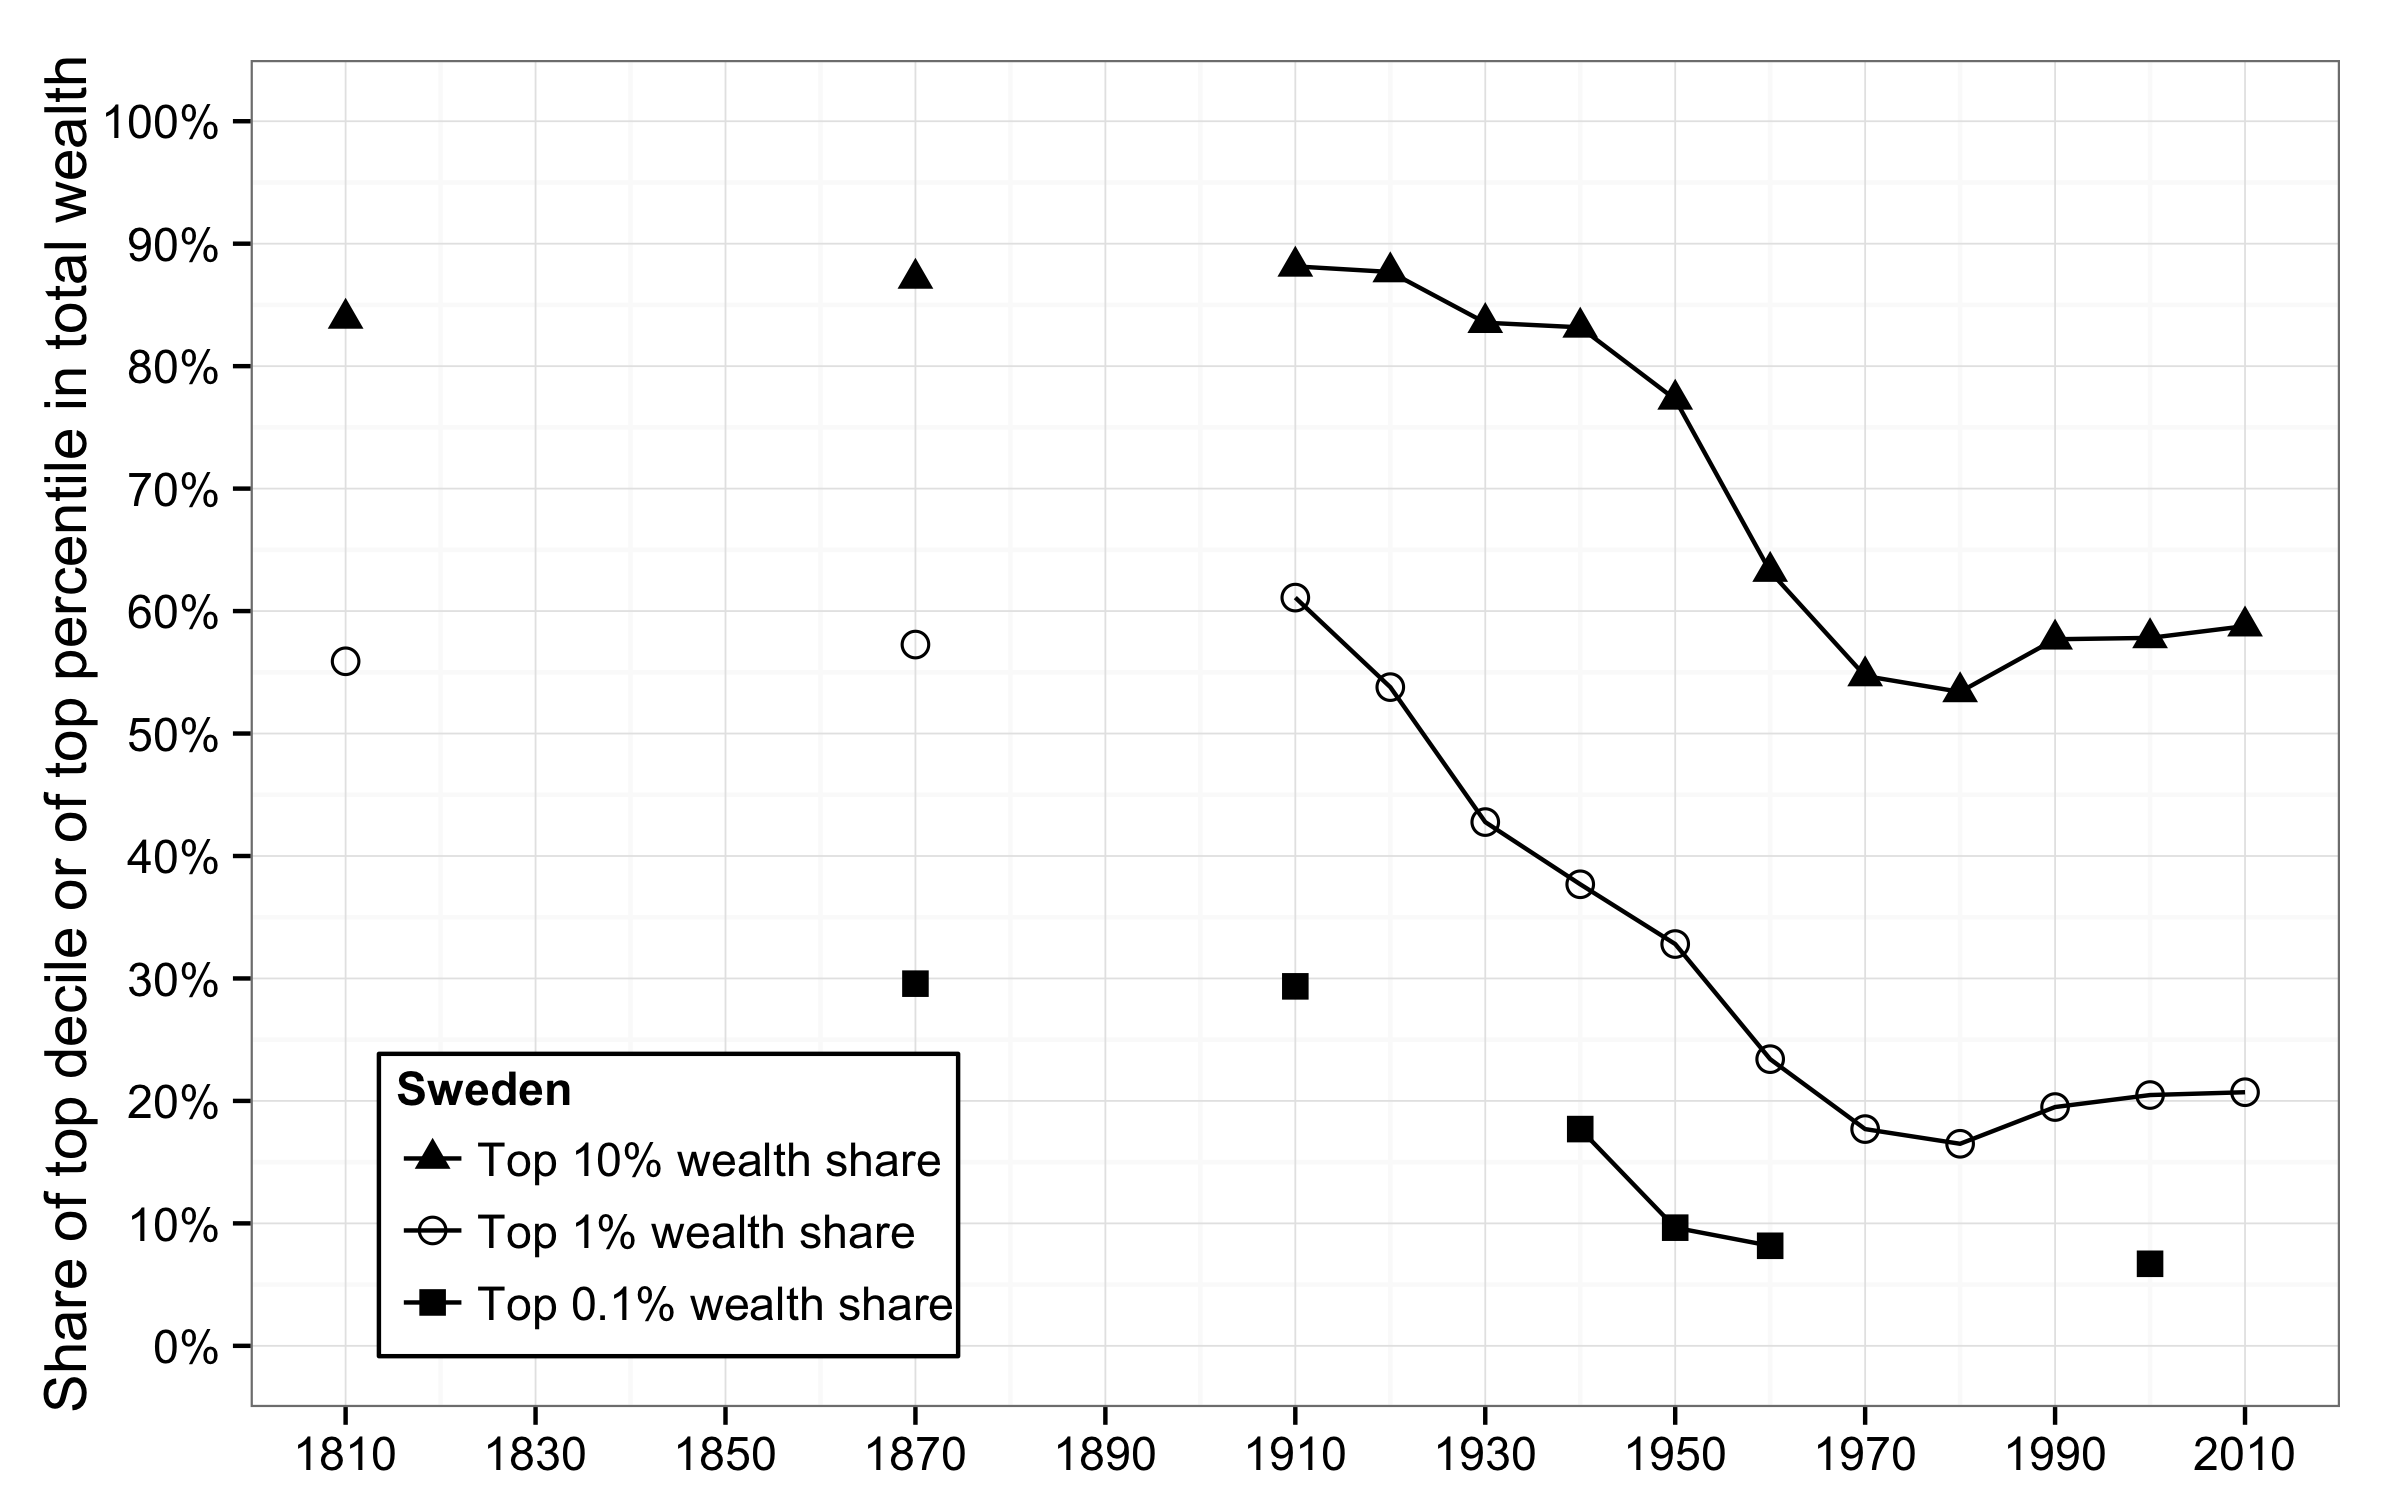 Share of top decile or of top percentile in total wealth
100%
90%
80%
70%
60%
50%
40%
30%
20%
10%
0%
Sweden
Top 10% wealth share
Top 1% wealth share
Top 0.1% wealth share
1810 1830 1850 1870 1890 1910 1930 1950 1970 1990 2010